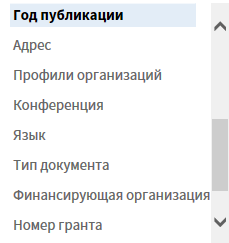 Год публикации
Адрес
Профили организаций
Конференция
Язык
Тип документа
Финансирующая организация
Номер гранта